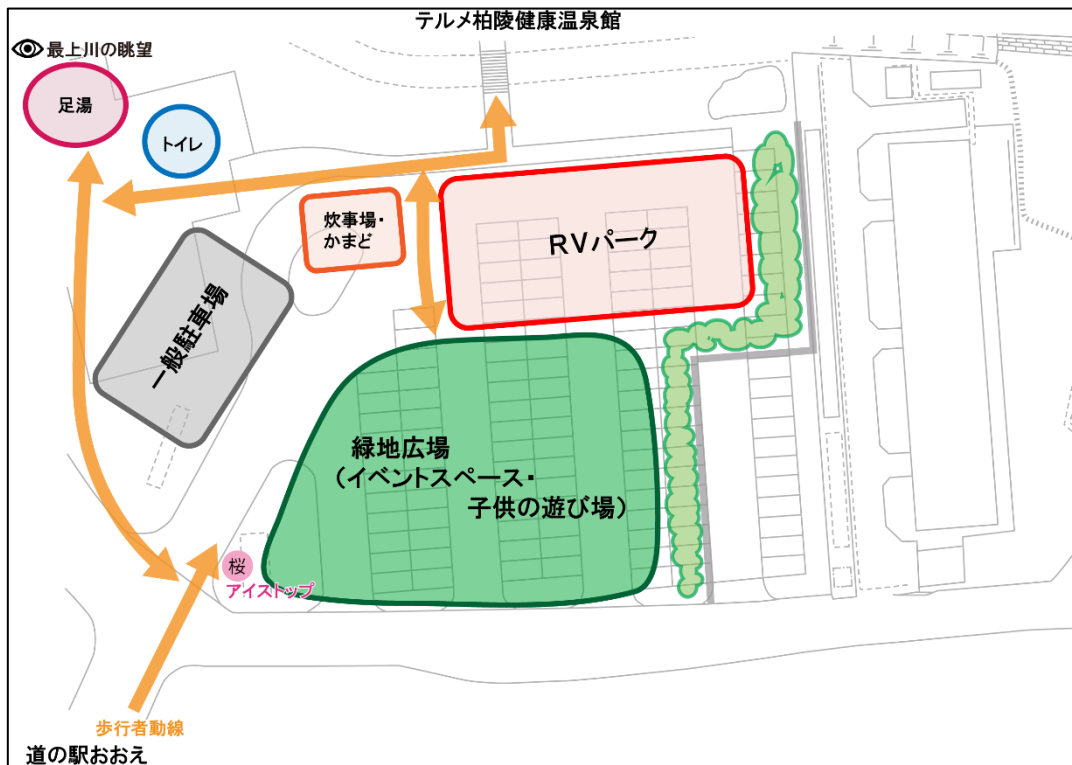 テルメ柏陵健康温泉館
最上川の眺望
足湯
トイレ
炊事場・
かまど
RVパーク
一般駐車場
緑地広場
（イベントスペース・
子供の遊び場）
桜
アイストップ
歩行者動線
道の駅おおえ